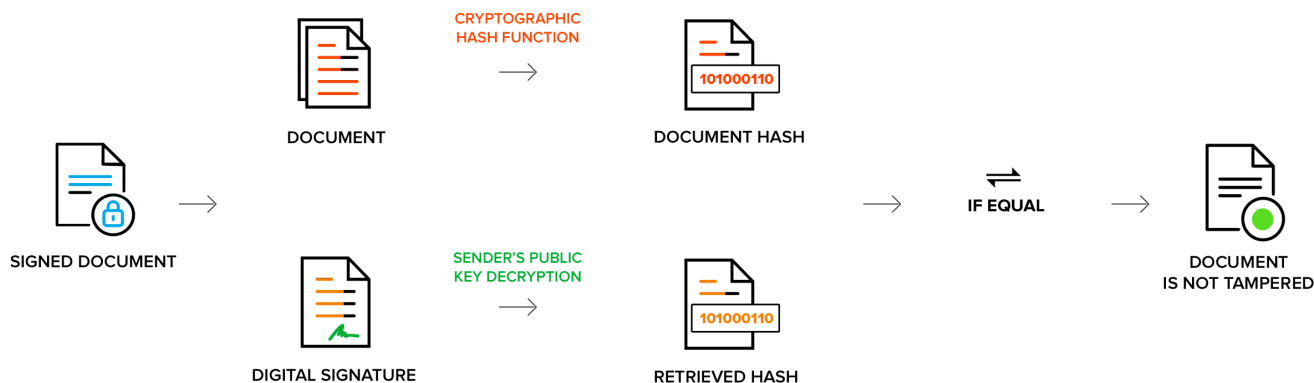 CRYPTOGRAPHIC
HASH FUNCTION
101000110
DOCUMENT
DOCUMENT HASH
SIGNED DOCUMENT
IF EQUAL
DOCUMENT
IS NOT TAMPERED
SENDER’S PUBLIC
KEY DECRYPTION
101000110
DIGITAL SIGNATURE
RETRIEVED HASH